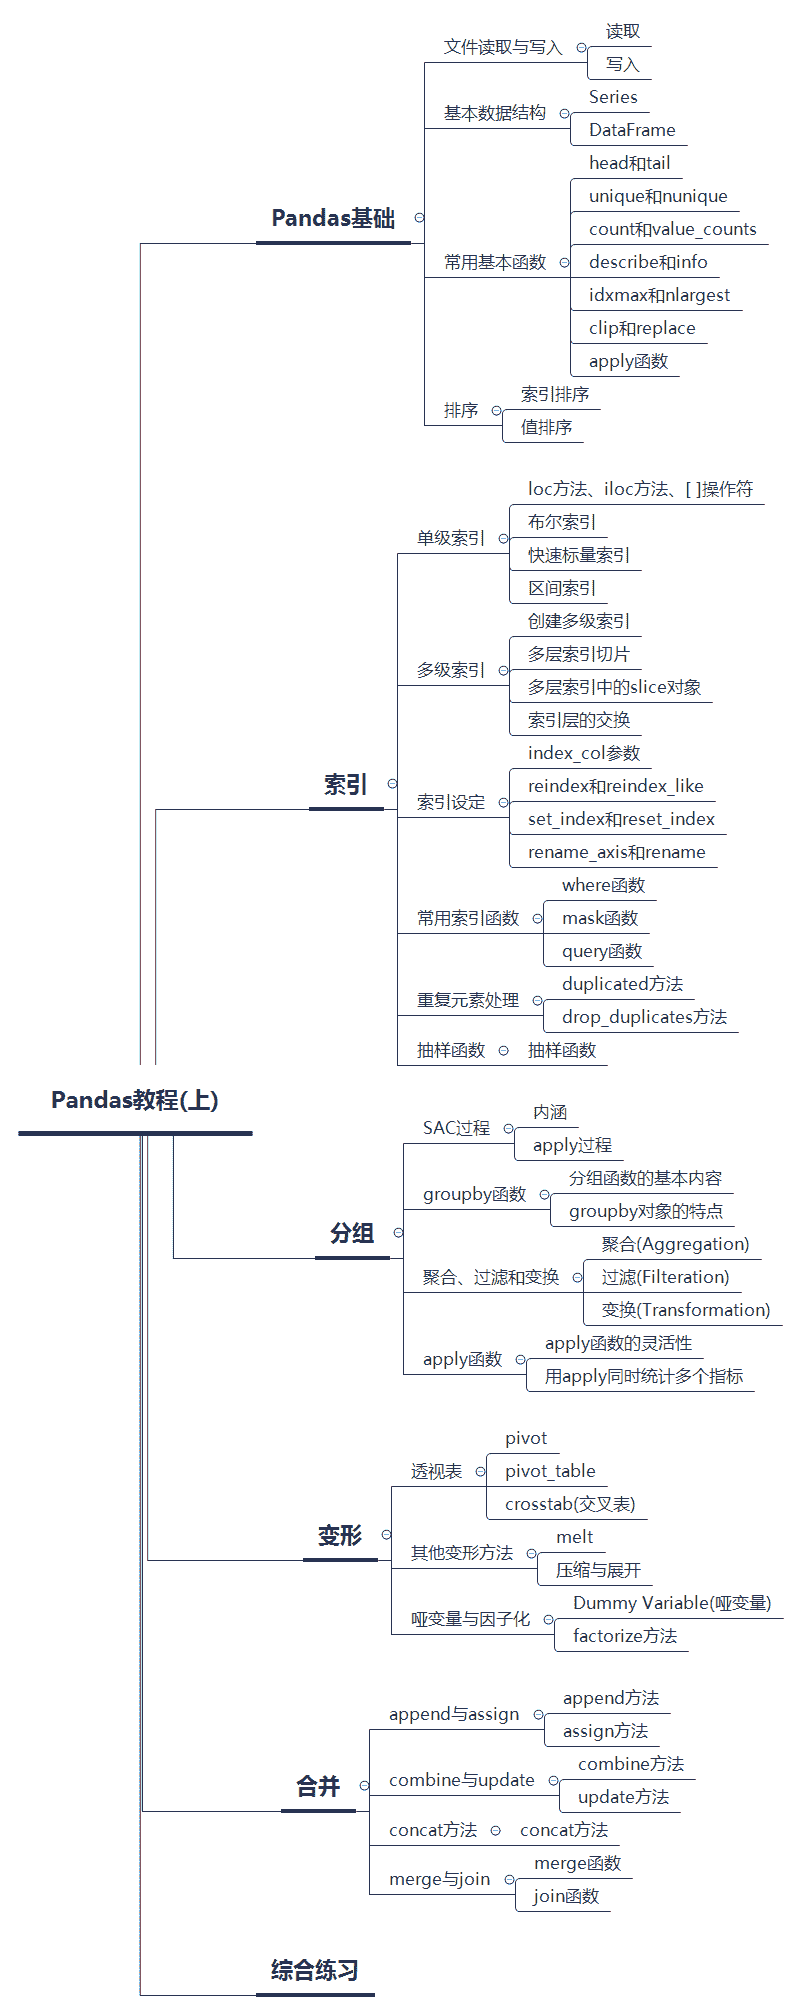 Pandas教程(上)
Pandas基础
文件读取与写入
读取
写入
基本数据结构
Series
DataFrame
常用基本函数
head和tail
unique和nunique
count和value_counts
describe和info
idxmax和nlargest
clip和replace
apply函数
排序
索引排序
值排序
索引
单级索引
loc方法、iloc方法、[ ]操作符
布尔索引
快速标量索引
区间索引
多级索引
创建多级索引
多层索引切片
多层索引中的slice对象
索引层的交换
索引设定
index_col参数
reindex和reindex_like
set_index和reset_index
rename_axis和rename
常用索引函数
where函数
mask函数
query函数
重复元素处理
duplicated方法
drop_duplicates方法
抽样函数
抽样函数
分组
SAC过程
内涵
apply过程
groupby函数
分组函数的基本内容
groupby对象的特点
聚合、过滤和变换
聚合(Aggregation)
过滤(Filteration)
变换(Transformation)
apply函数
apply函数的灵活性
用apply同时统计多个指标
变形
透视表
pivot
pivot_table
crosstab(交叉表)
其他变形方法
melt
压缩与展开
哑变量与因子化
Dummy Variable(哑变量)
factorize方法
合并
append与assign
append方法
assign方法
combine与update
combine方法
update方法
concat方法
concat方法
merge与join
merge函数
join函数
综合练习